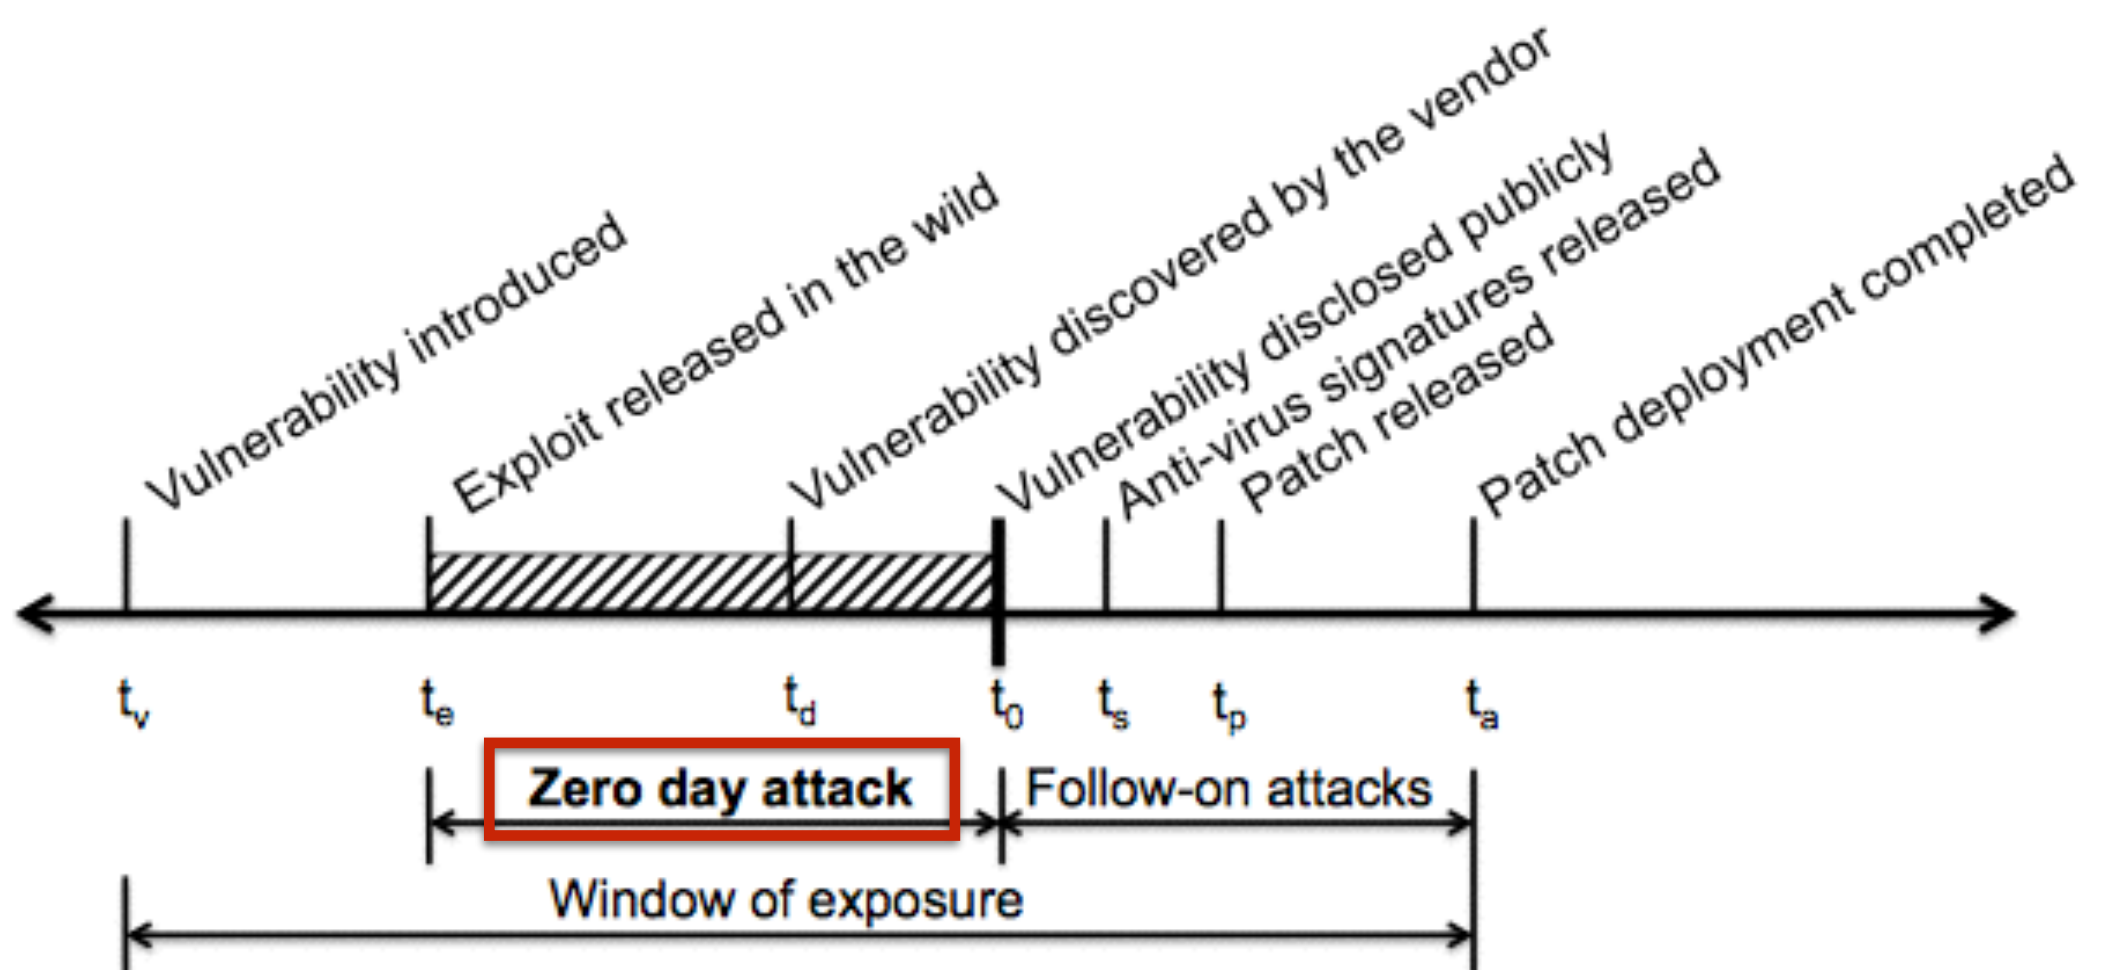 Vulnerability introduced
Exploit released in the wild
Vulnerability discovered by the vendor
Vulnerability disclosed publicly
Anti-virus signatures released
Patch released
Patch deployment completed
tv
te
td
t0
ts
tp
ta
Zero day attack
Follow-on attacks
Window of exposure